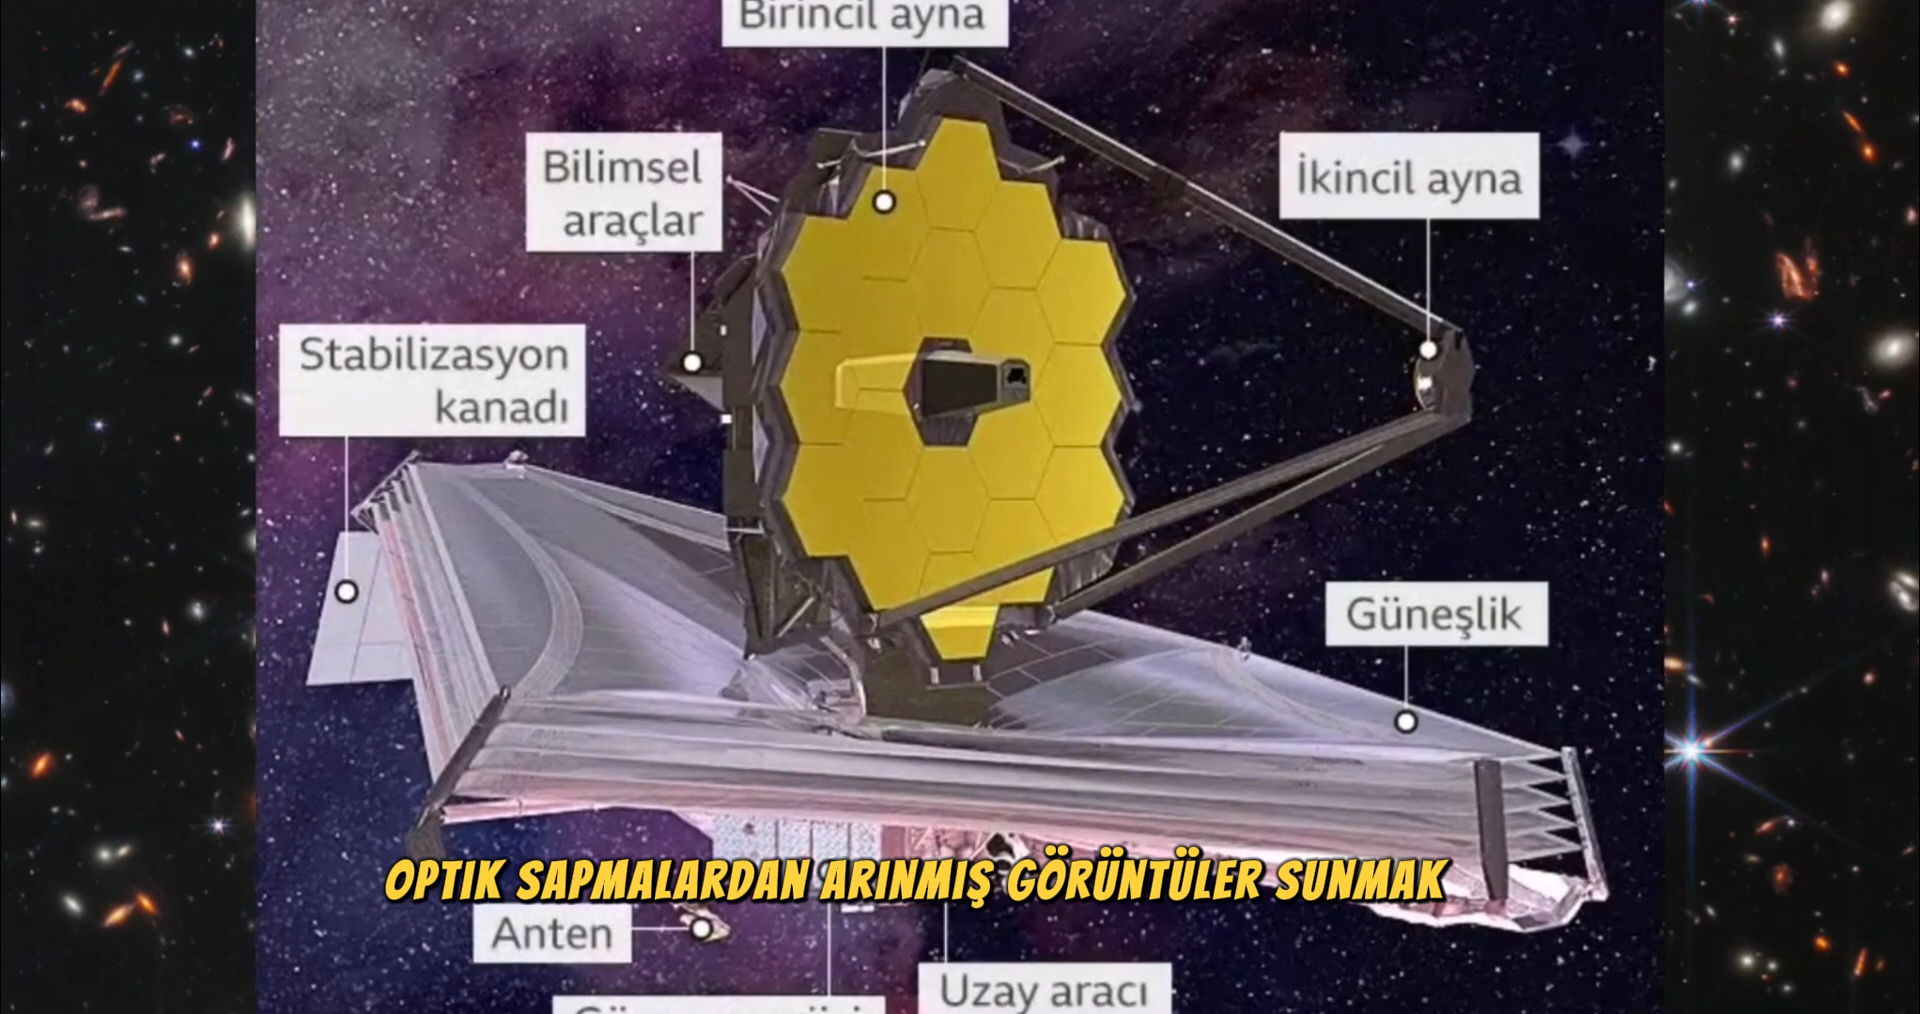 Birincil ayna
Bilimsel
araçlar
İkincil ayna
Stabilizasyon
kanadı
Güneşlik
OPTIK SAPMALARDAN ARINMIŞ GÖRÜNTÜLER SUNMAK
Anten
Uzay aracı